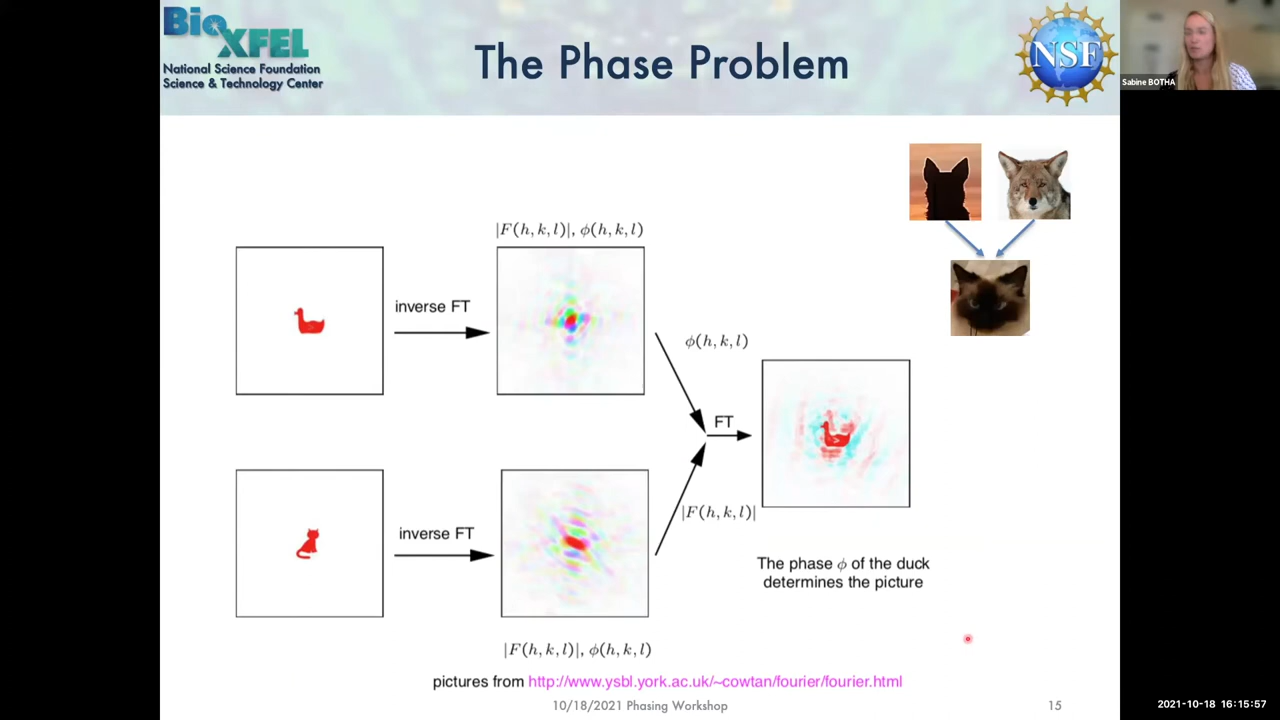 Bio
XFEL
National Science Foundation
Science & Technology Center
The Phase Problem
NSF
Sabine BOTHA
|F(h, k, l)|, ϕ(h, k, l)
inverse FT
ϕ(h, k, l)
FT
|F(h, k, l)|
inverse FT
The phase ϕ of the duck
determines the picture
|F(h, k, l)|, ϕ(h, k, l)
pictures from http://www.ysbl.york.ac.uk/~cowtan/fourier/fourier.html
10/18/2021 Phasing Workshop
15
2021-10-18 16:15:57